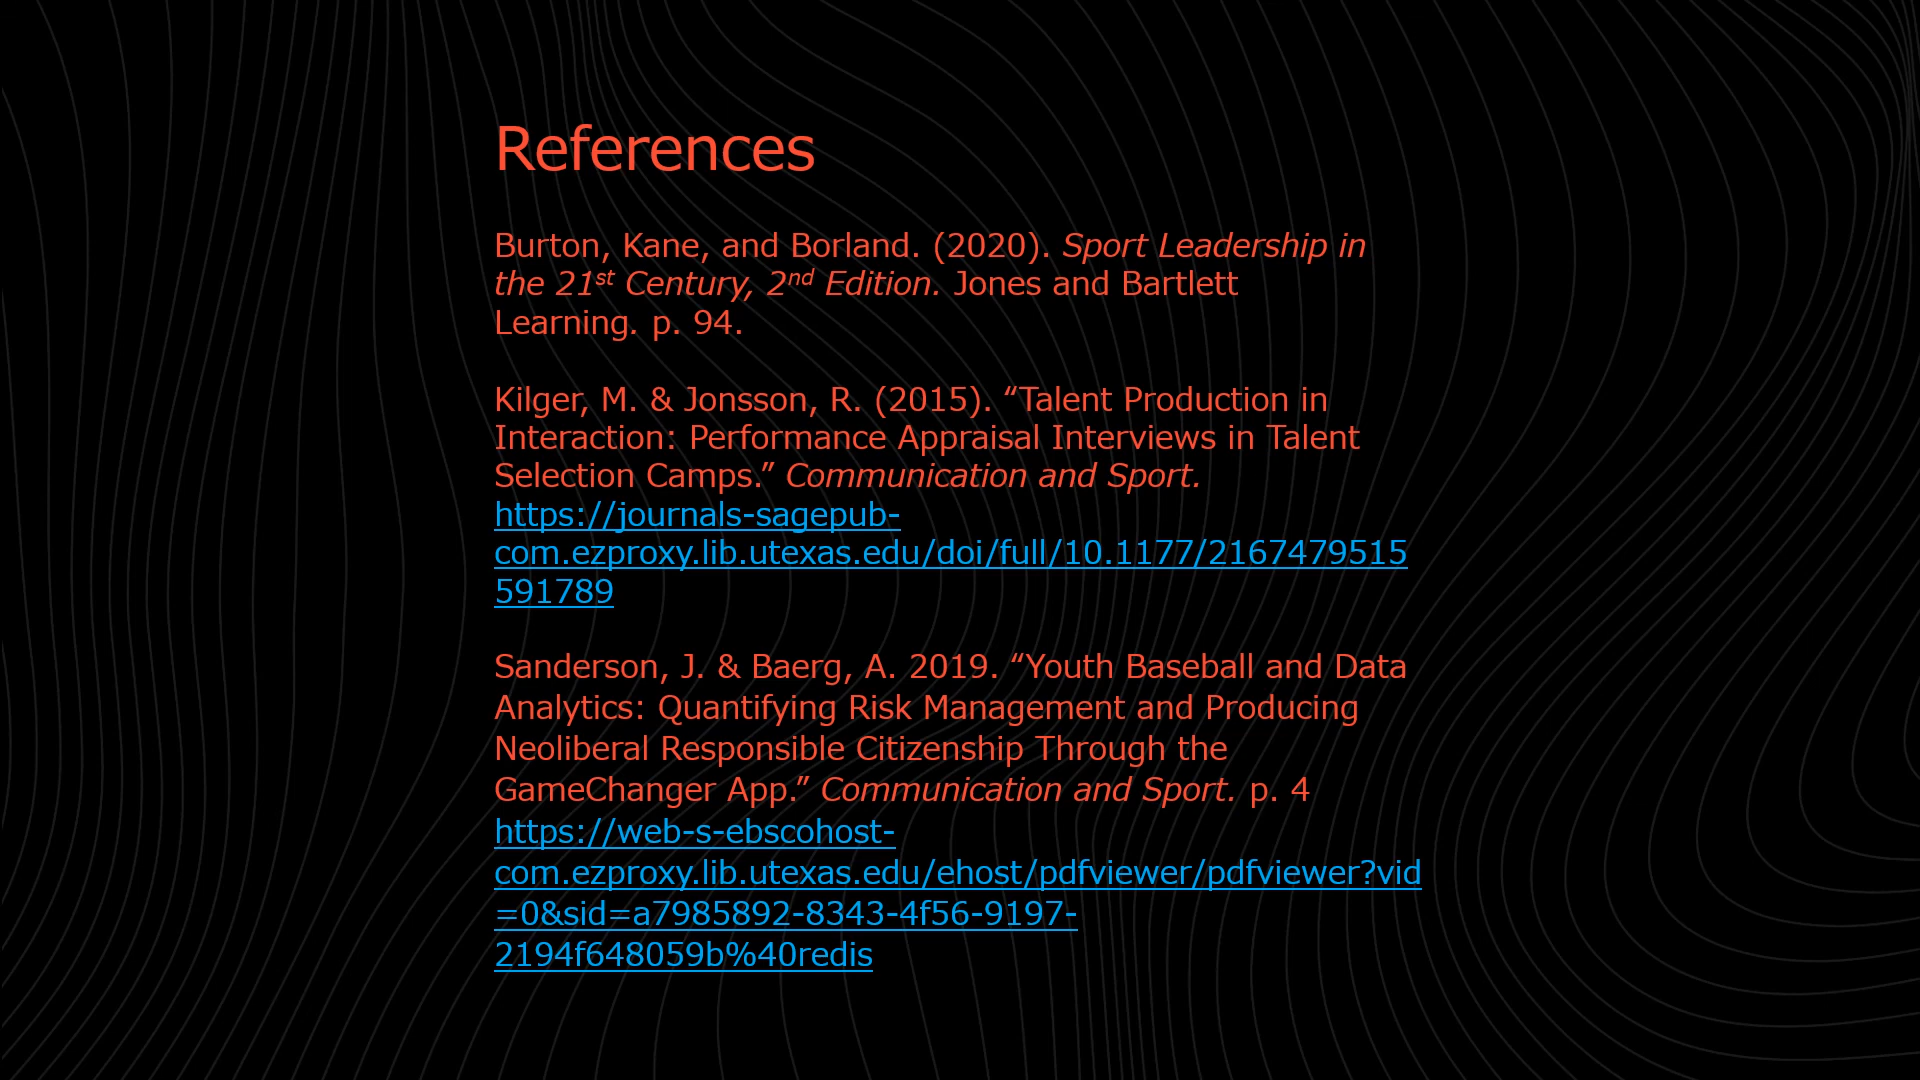 References
Burton, Kane, and Borland. (2020). Sport Leadership in
the 21st Century, 2nd Edition. Jones and Bartlett
Learning. p. 94.
Kilger, M. & Jonsson, R. (2015). “Talent Production in
Interaction: Performance Appraisal Interviews in Talent
Selection Camps.” Communication and Sport.
https://journals-sagepub-
com.ezproxy.lib.utexas.edu/doi/full/10.1177/2167479515
591789
Sanderson, J. & Baerg, A. 2019. “Youth Baseball and Data
Analytics: Quantifying Risk Management and Producing
Neoliberal Responsible Citizenship Through the
GameChanger App.” Communication and Sport. p. 4
https://web-s-ebscohost-
com.ezproxy.lib.utexas.edu/ehost/pdfviewer/pdfviewer?vid
=0&sid=a7985892-8343-4f56-9197-
2194f648059b%40redis